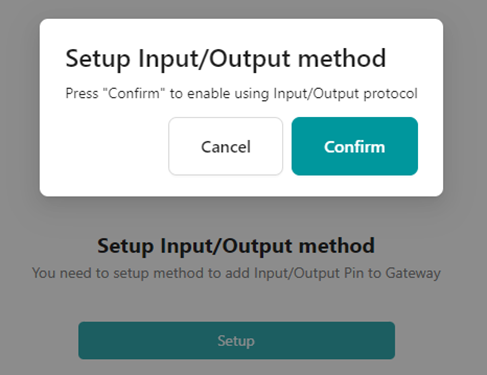 Setup Input/Output method
Press "Confirm" to enable using Input/Output protocol
Cancel
Confirm
Setup Input/Output method
You need to setup method to add Input/Output Pin to Gateway
Setup